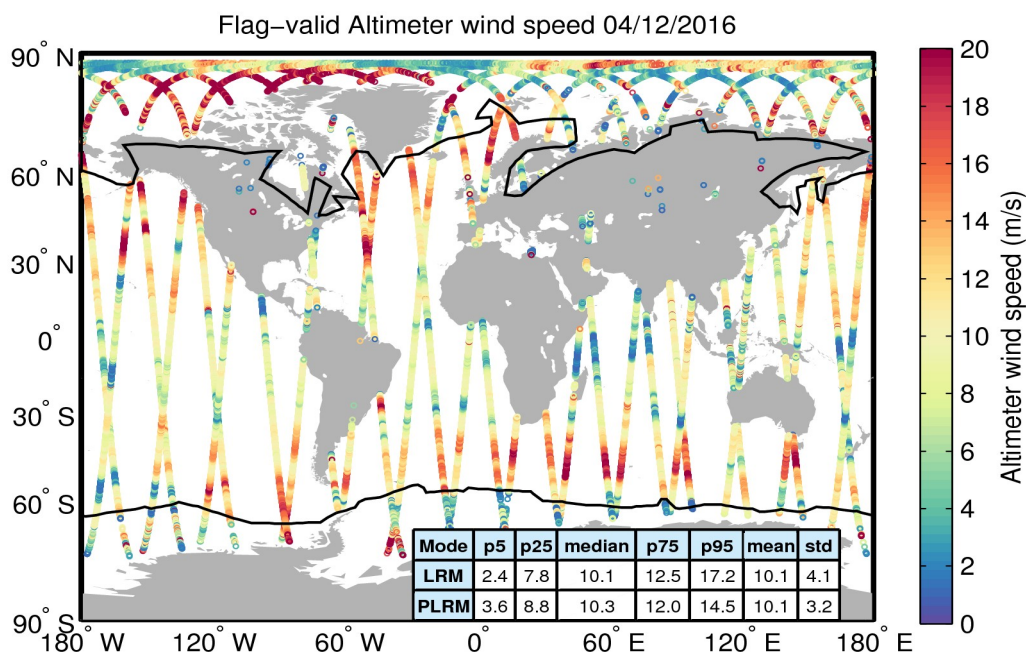 Flag−valid Altimeter wind speed 04/12/2016
90° N
60° N
30° N
0°
30° S
60° S
90° S
180° W
120° W
60° W
0°
60° E
120° E
180° E
Mode p5 p25 median p75 p95 mean std
LRM 2.4 7.8 10.1 12.5 17.2 10.1 4.1
PLRM 3.6 8.8 10.3 12.0 14.5 10.1 3.2
20
18
16
14
12
10
8
6
4
2
0
Altimeter wind speed (m/s)